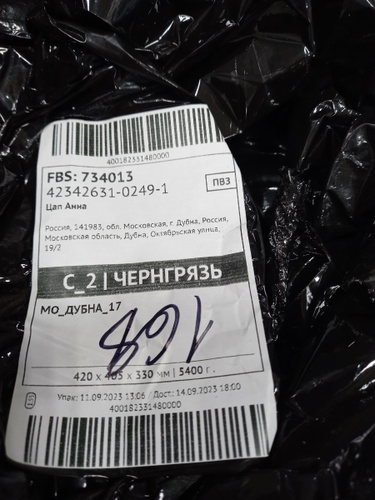 400182331480000
FBS: 734013
42342631-0249-1
ПВЗ
Цап Анна
Россия, 141983, обл. Московская, г. Дубна, Россия,
Московская область, Дубна, Октябрьская улица,
19/2
С_2 | ЧЕРНГРЯЗЬ
МО_ДУБНА_17
168
420 x 405 x 330 мм | 5400 г.
Упак: 11.09.2023 13:06 / Дост: 14.09.2023 18:00
400182331480000